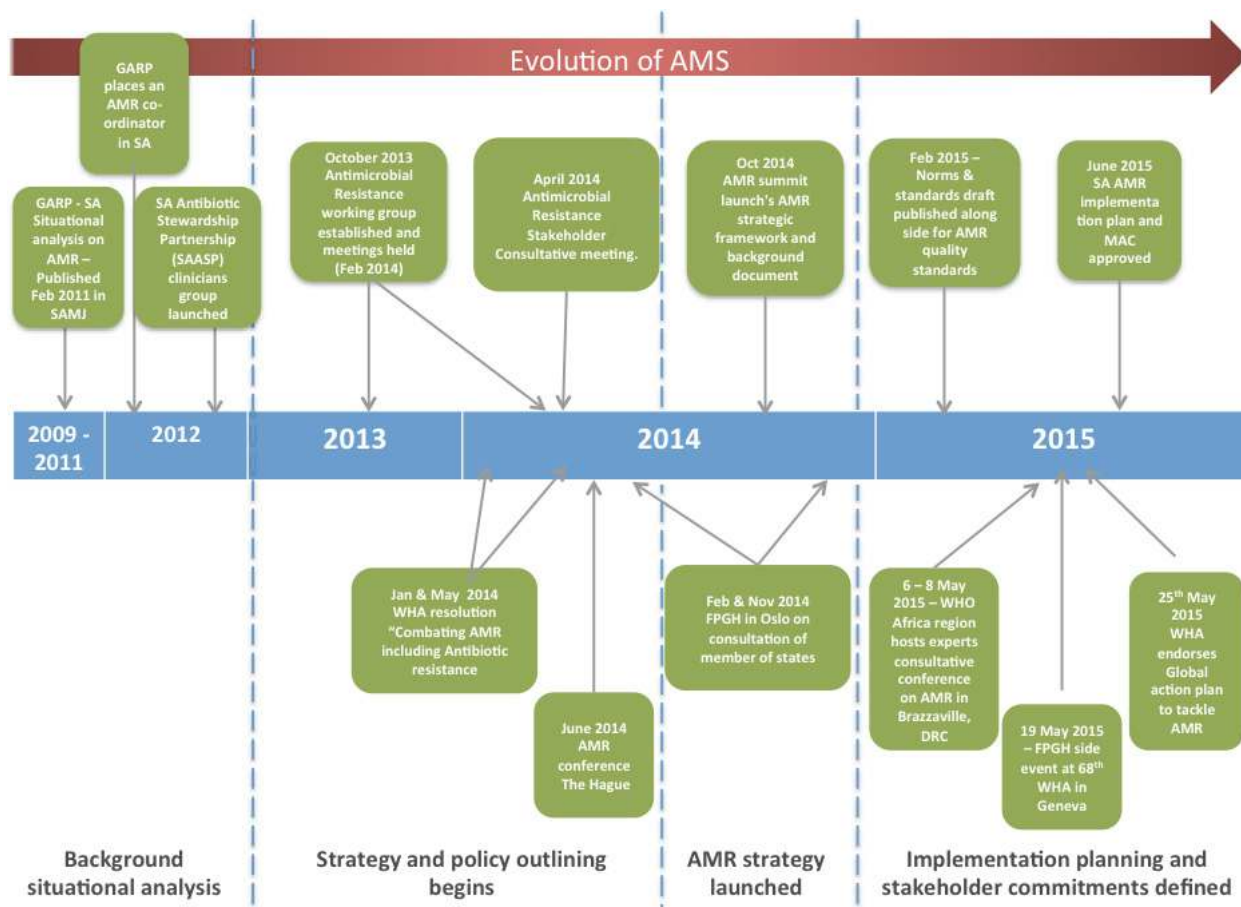 Evolution of AMS
GARP
places an
AMR co-
ordinator
in SA
GARP - SA
Situational
analysis on
AMR –
Published
Feb 2011 in
SAMJ
SA Antibiotic
Stewardship
Partnership
(SAASP)
clinicians
group
launched
October 2013
Antimicrobial
Resistance
working group
established and
meetings held
(Feb 2014)
April 2014
Antimicrobial
Resistance
Stakeholder
Consultative meeting.
Oct 2014
AMR summit
launch's AMR
strategic
framework and
background
document
Feb 2015 –
Norms &
standards draft
published along
side for AMR
quality
standards
June 2015
SA AMR
implementa
tion plan and
MAC
approved
2009 -
2011
2012
2013
2014
2015
Jan & May 2014
WHA resolution
“Combating AMR
including Antibiotic
resistance
June 2014
AMR
conference
The Hague
Feb & Nov 2014
FPGH in Oslo on
consultation of
member of states
6 – 8 May
2015 – WHO
Africa region
hosts experts
consultative
conference
on AMR in
Brazzaville,
DRC
19 May 2015
– FPGH side
event at 68th
WHA in
Geneva
25th May
2015
WHA
endorses
Global
action plan
to tackle
AMR
Background
situational analysis
Strategy and policy outlining
begins
AMR strategy
launched
Implementation planning and
stakeholder commitments defined